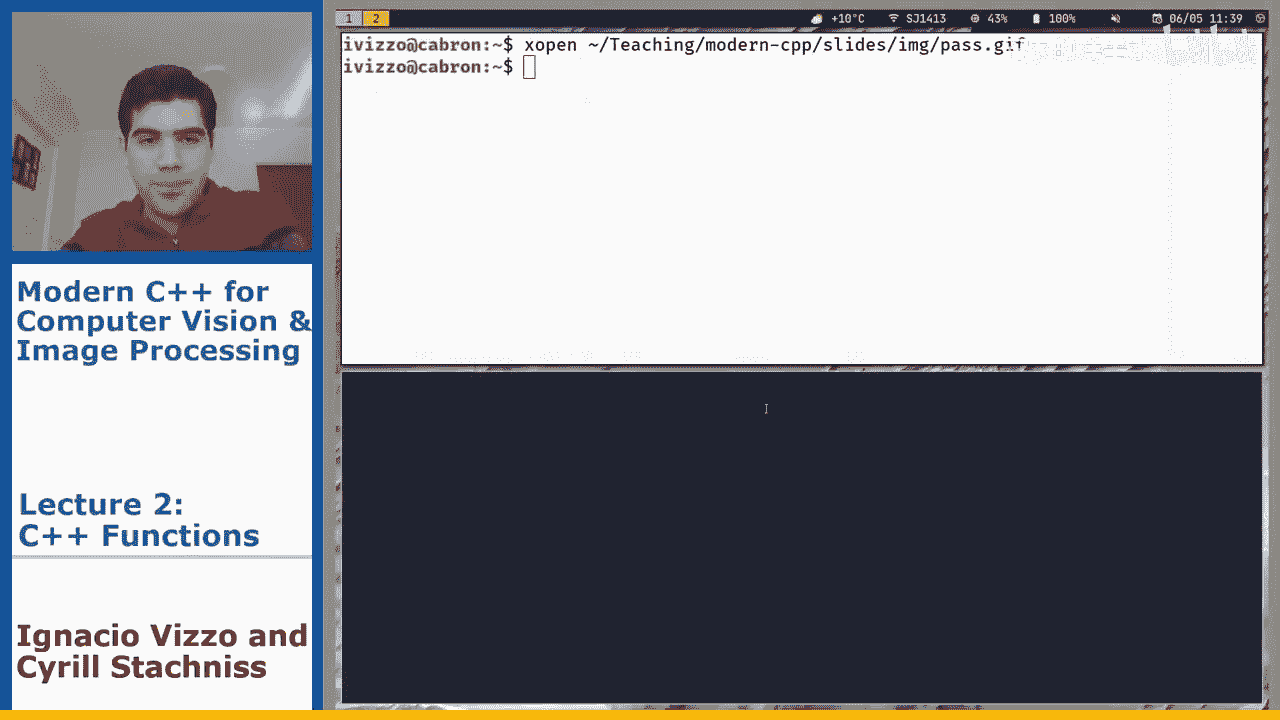 Modern C++ for
Computer Vision &
Image Processing
Lecture 2:
C++ Functions
Ignacio Vizzo and
Cyrill Stachniss
1 2 +10°C SJ1413 43% 100% 06/05 11:39
ivizzo@cabron:~$ xopen ~/Teaching/modern-cpp/slides/img/pass.gif
ivizzo@cabron:~$